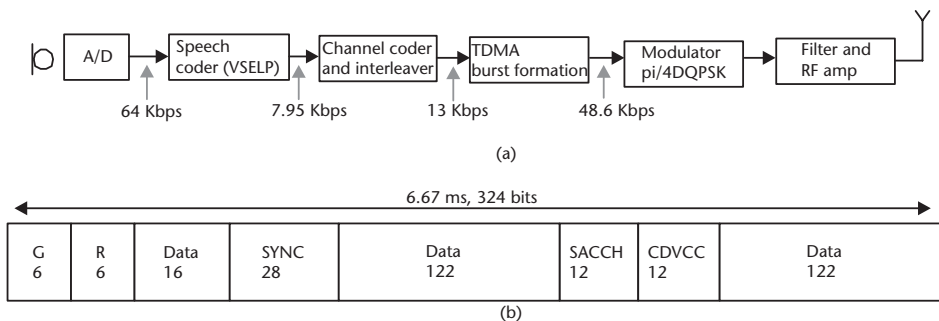 A/D
Speech
coder (VSELP)
Channel coder
and interleaver
TDMA
burst formation
Modulator
pi/4DQPSK
Filter and
RF amp
64 Kbps
7.95 Kbps
13 Kbps
48.6 Kbps
(a)
6.67 ms, 324 bits
G
6
R
6
Data
16
SYNC
28
Data
122
SACCH
12
CDVCC
12
Data
122
(b)